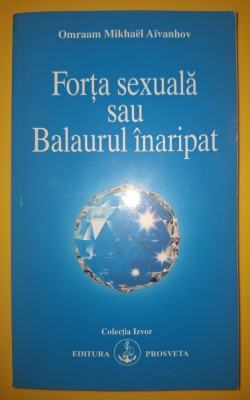 Omraam Mikhaël Aïvanhov
Forța sexuală
sau
Balaurul înaripat
Colecția Izvor
EDITURA PROSVETA